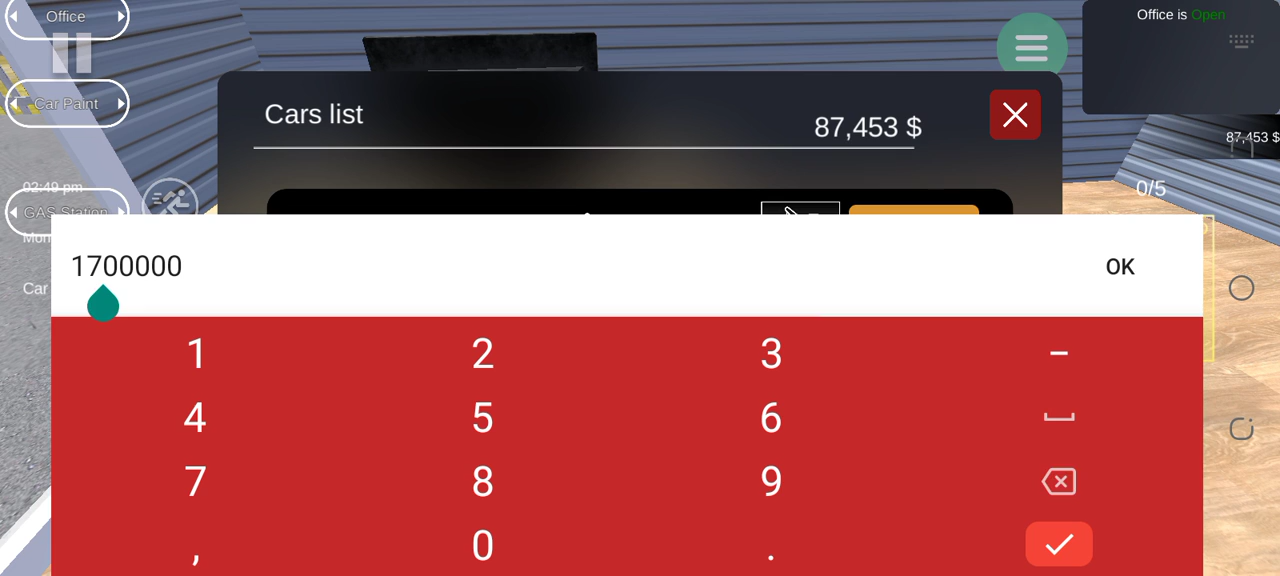 Office
Office is Open
Car Paint
Cars list
87,453 $
87,453 $
02:49 pm
0/5
GAS Station
Mon
Car
1700000
OK
1 2 3 -
4 5 6
7 8 9
, 0 .